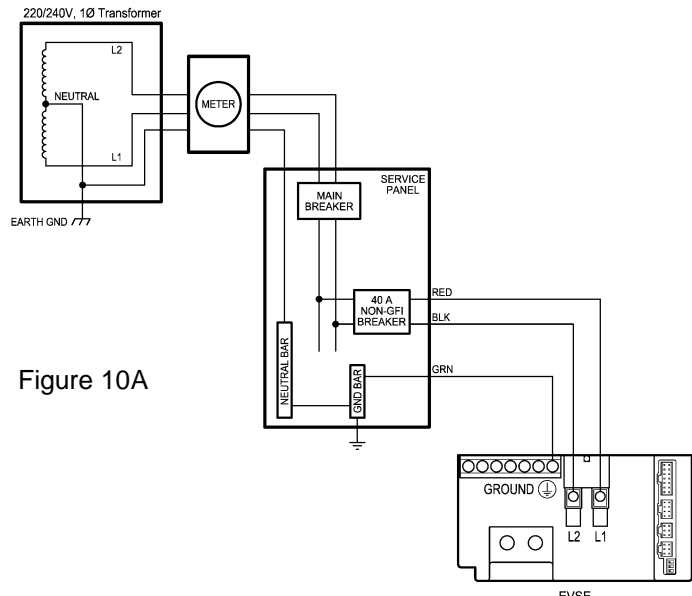 220/240V, 1Ø Transformer
L2
NEUTRAL
L1
EARTH GND
METER
SERVICE
PANEL
MAIN
BREAKER
40 A
NON-GFI
BREAKER
RED
BLK
GRN
NEUTRAL BAR
GND BAR
Figure 10A
GROUND
L2
L1
EVSE